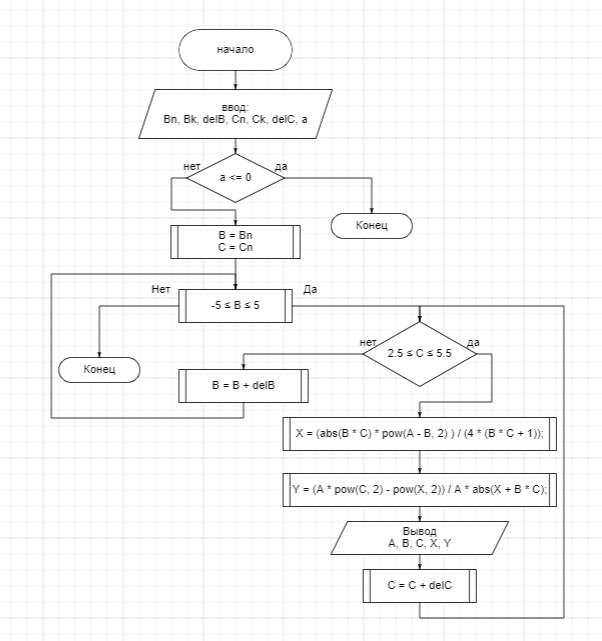 начало
ввод:
Bn, Bk, delB, Cn, Ck, delC, a
нет
да
a <= 0
Конец
B = Bn
C = Cn
Нет
Да
-5 ≤ B ≤ 5
нет
да
2.5 ≤ C ≤ 5.5
Конец
B = B + delB
X = (abs(B * C) * pow(A - B, 2) ) / (4 * (B * C + 1));
Y = (A * pow(C, 2) - pow(X, 2)) / A * abs(X + B * C);
Вывод
A, B, C, X, Y
C = C + delC